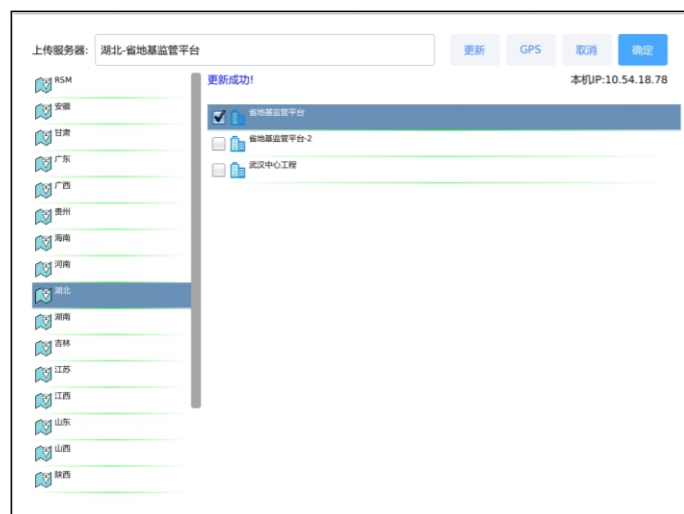 上传服务器: 湖北-省地基监管平台 更新 GPS 取消 确定
更新成功! 本机IP:10.54.18.78
RSM
安徽
甘肃
广东
广西
贵州
海南
河南
湖北
湖南
吉林
江苏
江西
山东
山西
陕西
省地基监管平台
省地基监管平台-2
武汉中心工程